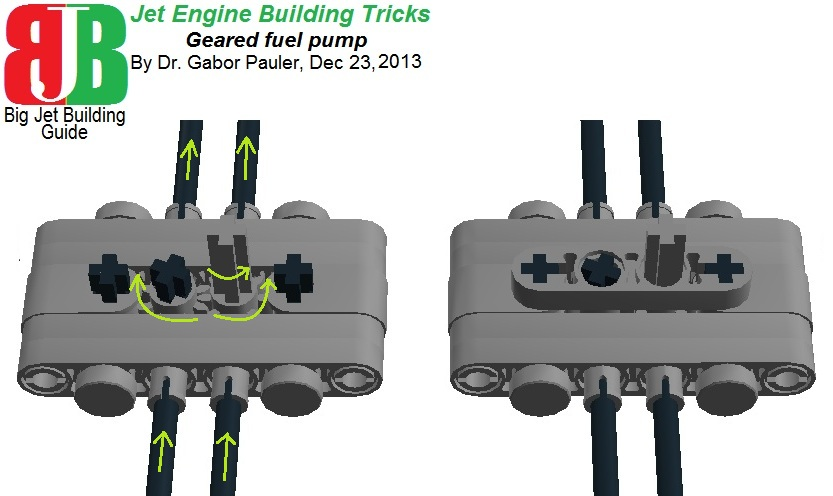 Jet Engine Building Tricks
Geared fuel pump
By Dr. Gabor Pauler, Dec 23, 2013
BJB
Big Jet Building
Guide